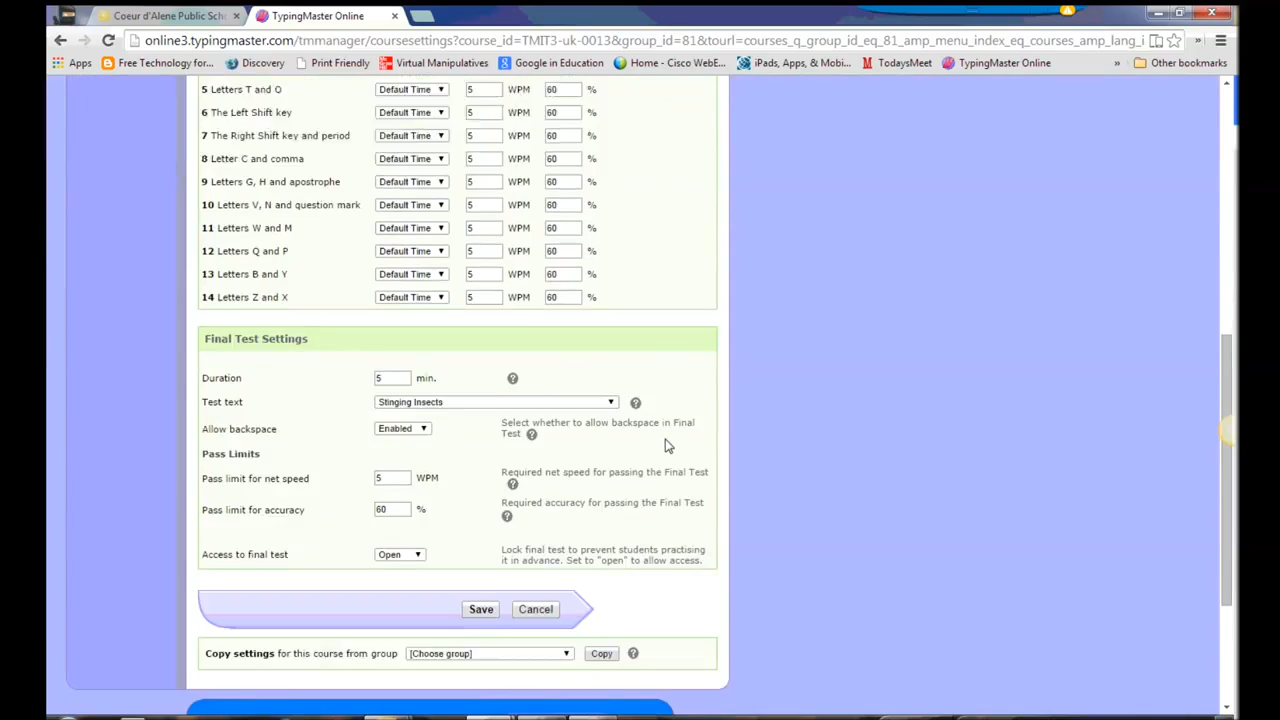 Coeur d'Alene Public Sch
TypingMaster Online
online3.typingmaster.com/tmmanager/coursesettings?course_id=TMIT3-uk-0013&group_id=81&tourl=courses_q_group_id_eq_81_amp_menu_index_eq_courses_amp_lang_i
Apps Free Technology for... Discovery Print Friendly Virtual Manipulatives Google in Education Home - Cisco WebE... iPads, Apps, & Mobi... TodaysMeet TypingMaster Online » Other bookmarks
5 Letters T and O Default Time 5 WPM 60 %
6 The Left Shift key Default Time 5 WPM 60 %
7 The Right Shift key and period Default Time 5 WPM 60 %
8 Letter C and comma Default Time 5 WPM 60 %
9 Letters G, H and apostrophe Default Time 5 WPM 60 %
10 Letters V, N and question mark Default Time 5 WPM 60 %
11 Letters W and M Default Time 5 WPM 60 %
12 Letters Q and P Default Time 5 WPM 60 %
13 Letters B and Y Default Time 5 WPM 60 %
14 Letters Z and X Default Time 5 WPM 60 %
Final Test Settings
Duration 5 min. ?
Test text Stinging Insects ?
Allow backspace Enabled Select whether to allow backspace in Final
Test ?
Pass Limits
Pass limit for net speed 5 WPM Required net speed for passing the Final Test
?
Pass limit for accuracy 60 % Required accuracy for passing the Final Test
?
Access to final test Open Lock final test to prevent students practising
it in advance. Set to "open" to allow access.
Save Cancel
Copy settings for this course from group [Choose group] Copy ?